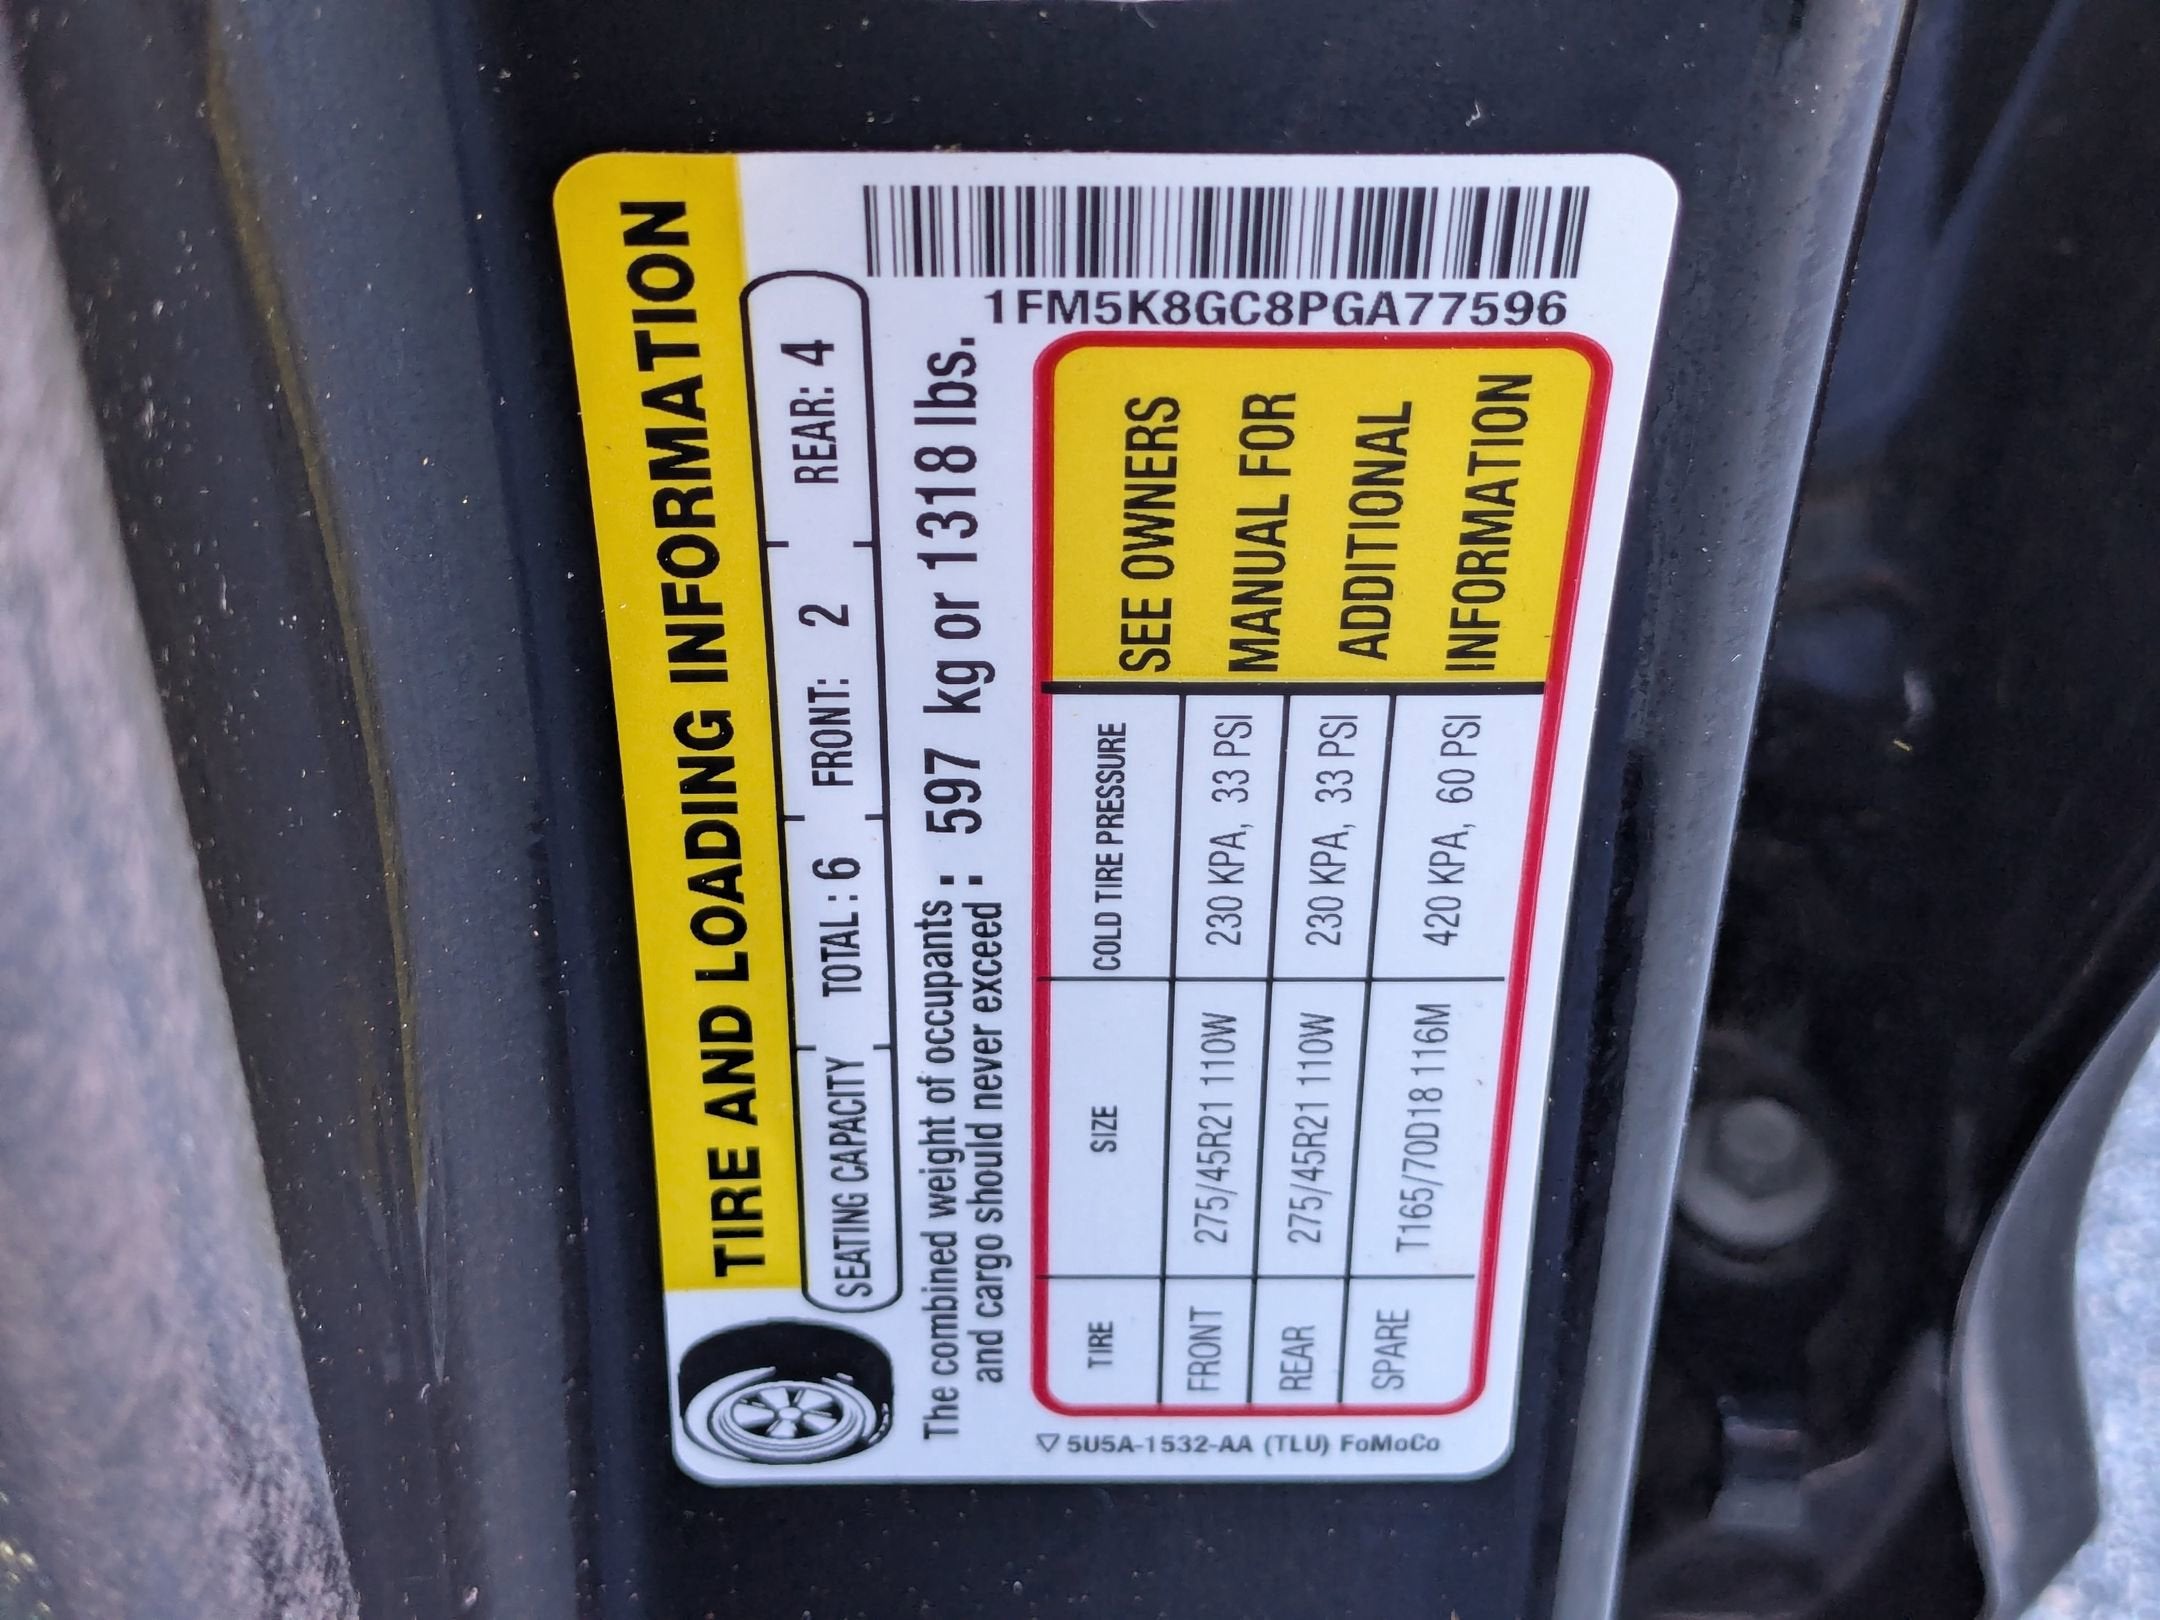 TIRE AND LOADING INFORMATION
SEATING CAPACITY TOTAL : 6 FRONT: 2 REAR: 4
The combined weight of occupants : 597 kg or 1318 lbs.
and cargo should never exceed :
1FM5K8GC8PGA77596
TIRE SIZE COLD TIRE PRESSURE
FRONT 275/45R21 110W 230 KPA, 33 PSI
REAR 275/45R21 110W 230 KPA, 33 PSI
SPARE T165/70D18 116M 420 KPA, 60 PSI
SEE OWNERS
MANUAL FOR
ADDITIONAL
INFORMATION
5U5A-1532-AA (TLU) FoMoCo